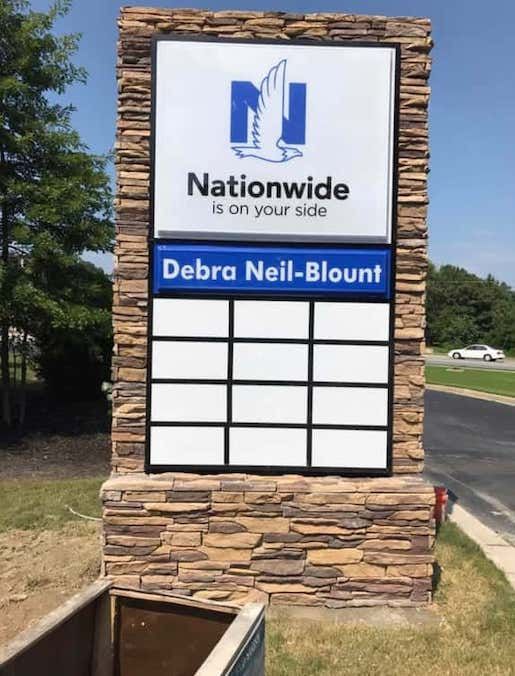 N
Nationwide
is on your side
Debra Neil-Blount